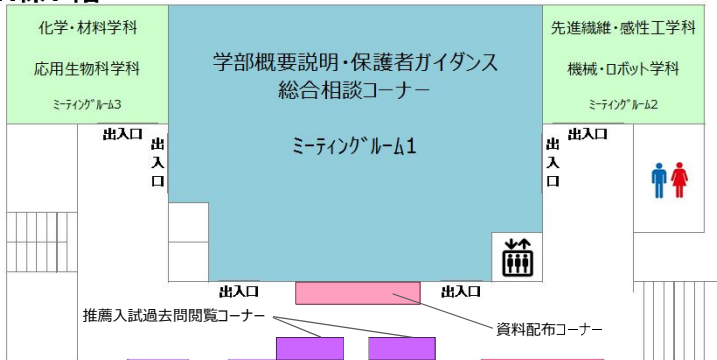 化学・材料学科
応用生物科学科
ミーティングルーム3
学部概要説明・保護者ガイダンス
総合相談コーナー
ミーティングルーム1
先進繊維・感性工学科
機械・ロボット学科
ミーティングルーム2
出入口
出入口
出入口
出入口
出入口
出入口
推薦入試過去問閲覧コーナー
資料配布コーナー